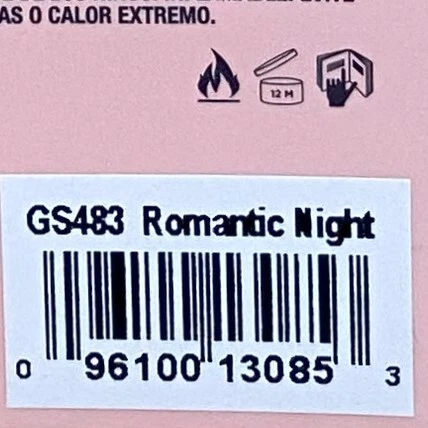 AS O CALOR EXTREMO.
12 M
GS483 Romantic Night
0 96100 13085 3